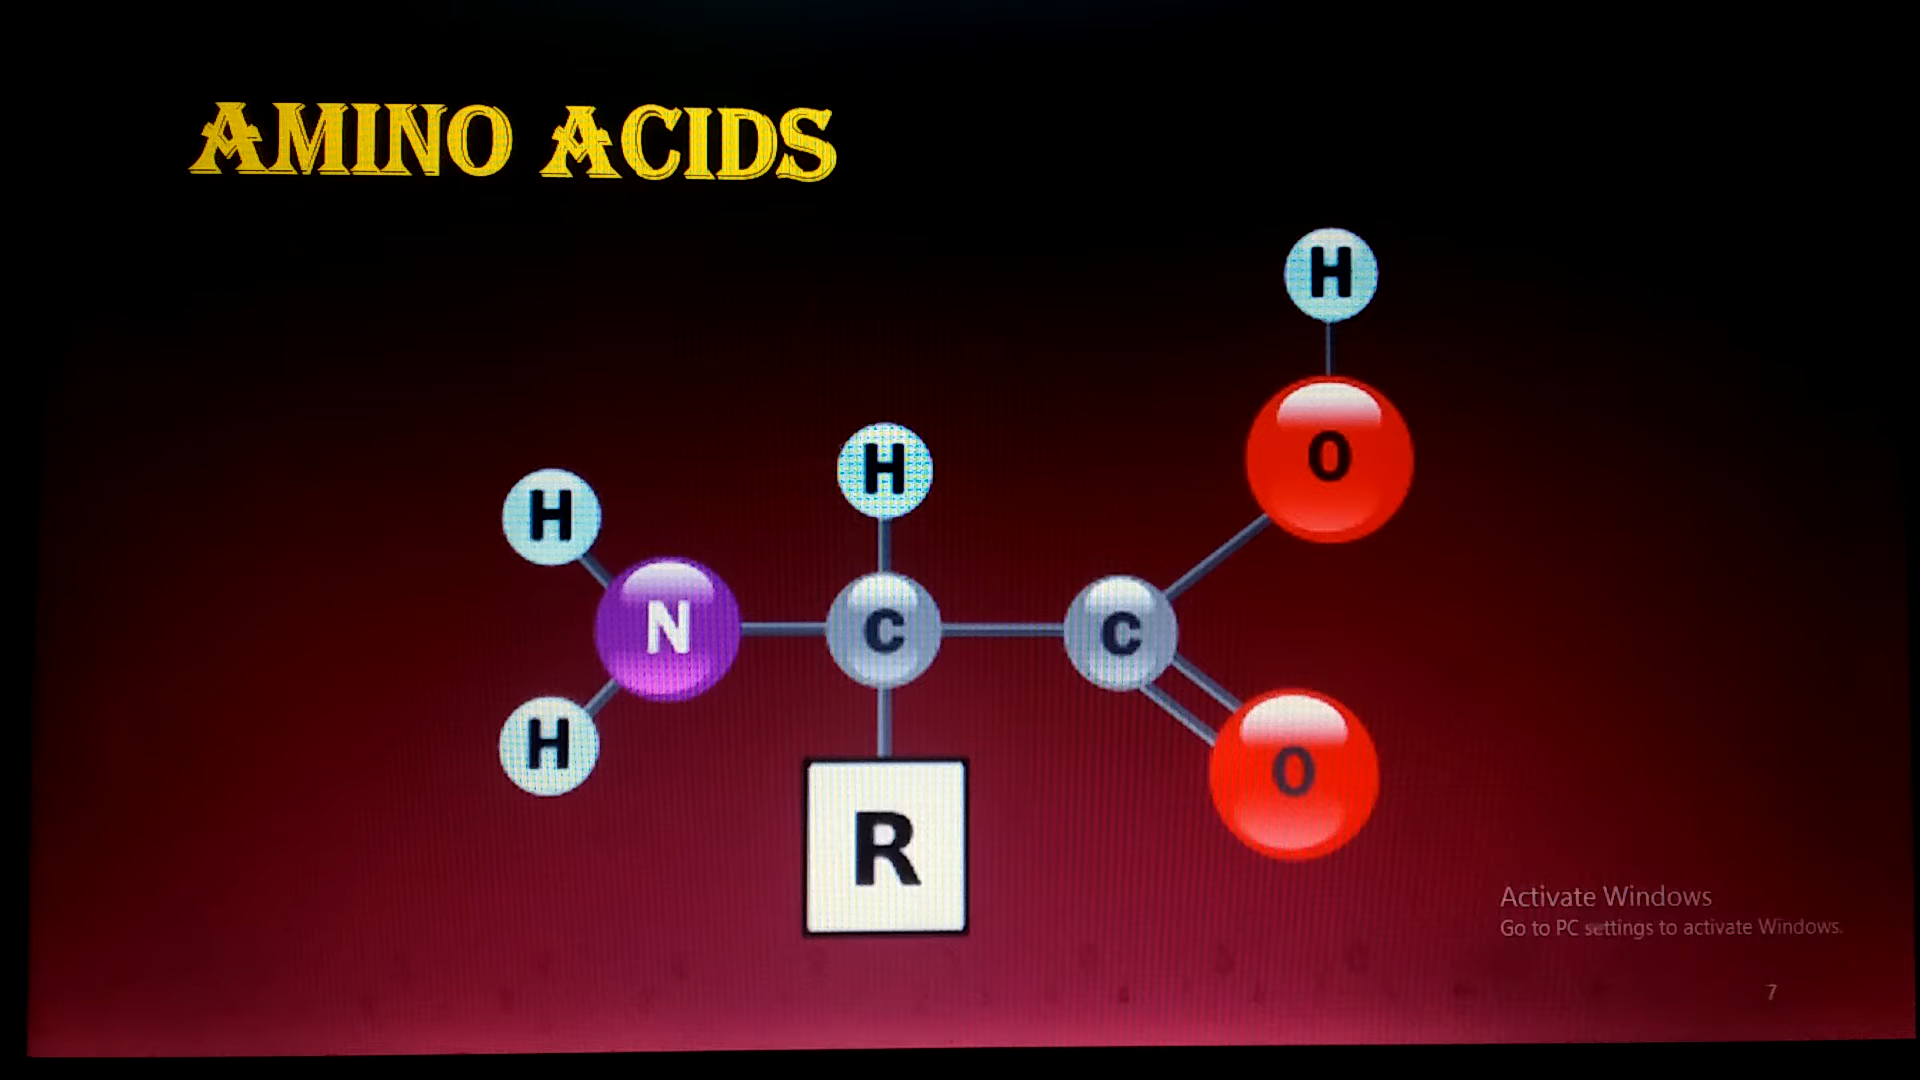 AMINO ACIDS
H
O
H
H
N
C
C
H
O
R
Activate Windows
Go to PC settings to activate Windows.
7